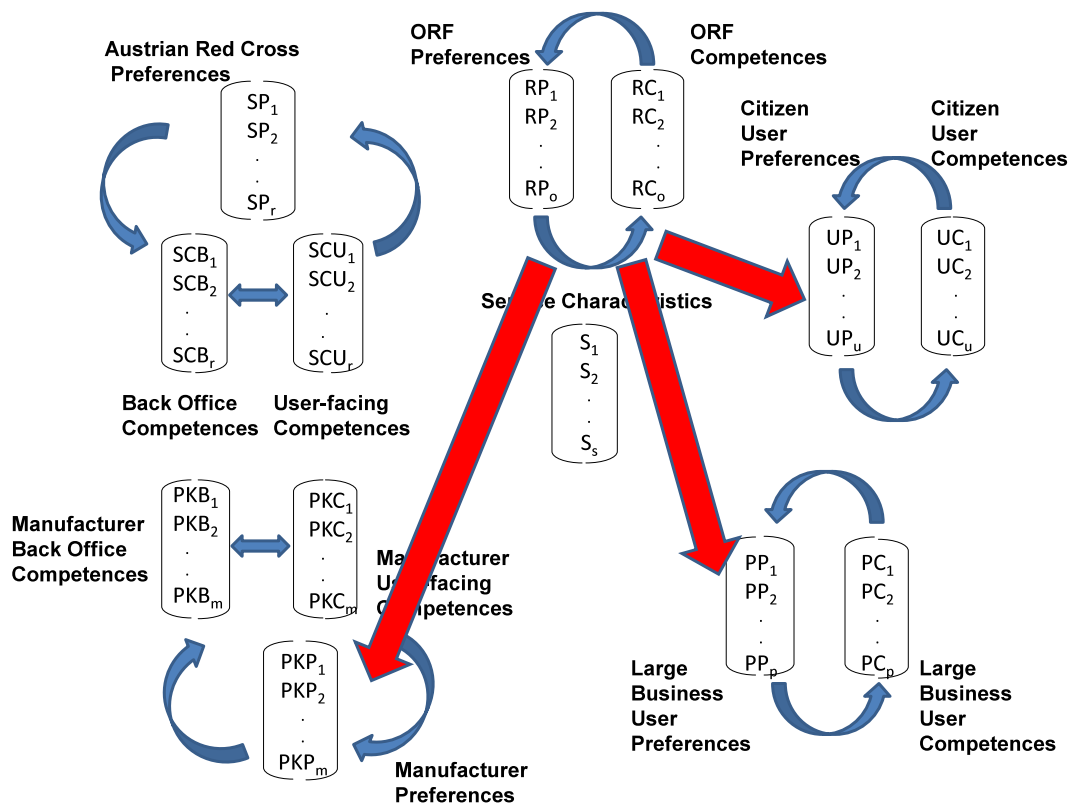 Austrian Red Cross
Preferences
SP1
SP2
.
.
SPr
SCB1
SCB2
.
.
SCBr
SCU1
SCU2
.
.
SCUr
Back Office
Competences
User-facing
Competences
ORF
Preferences
ORF
Competences
RP1
RP2
.
.
RPo
RC1
RC2
.
.
RCo
Citizen
User
Preferences
Citizen
User
Competences
UP1
UP2
.
.
UPu
UC1
UC2
.
.
UCu
Characteristics
S1
S2
.
.
Ss
Manufacturer
Back Office
Competences
PKB1
PKB2
.
.
PKBm
PKC1
PKC2
.
.
PKCm
Manufacturer
User-facing
Competences
PKP1
PKP2
.
.
PKPm
Manufacturer
Preferences
PP1
PP2
.
.
PPp
PC1
PC2
.
.
PCp
Large
Business
User
Preferences
Large
Business
User
Competences